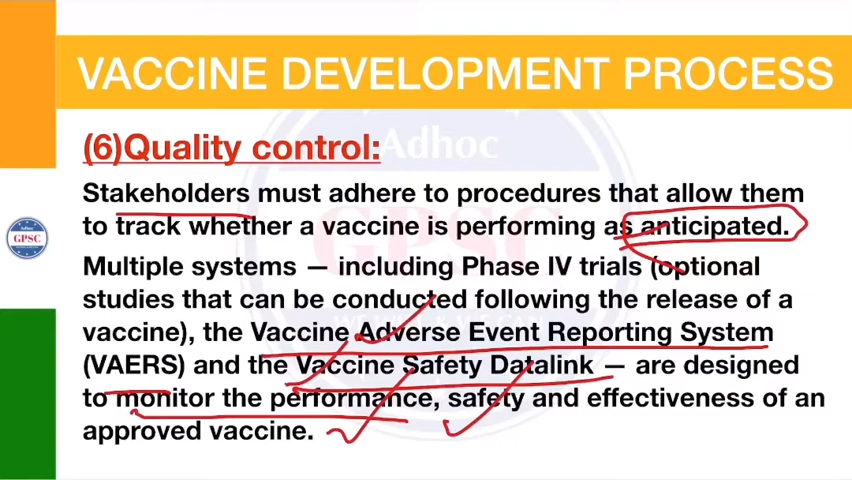 VACCINE DEVELOPMENT PROCESS
(6)Quality control:
Adhoc
Stakeholders must adhere to procedures that allow them
to track whether a vaccine is performing as anticipated.
Adhoc
GPSC
GPSC
Multiple systems — including Phase IV trials (optional
studies that can be conducted following the release of a
vaccine), the Vaccine Adverse Event Reporting System
(VAERS) and the Vaccine Safety Datalink — are designed
to monitor the performance, safety and effectiveness of an
approved vaccine.